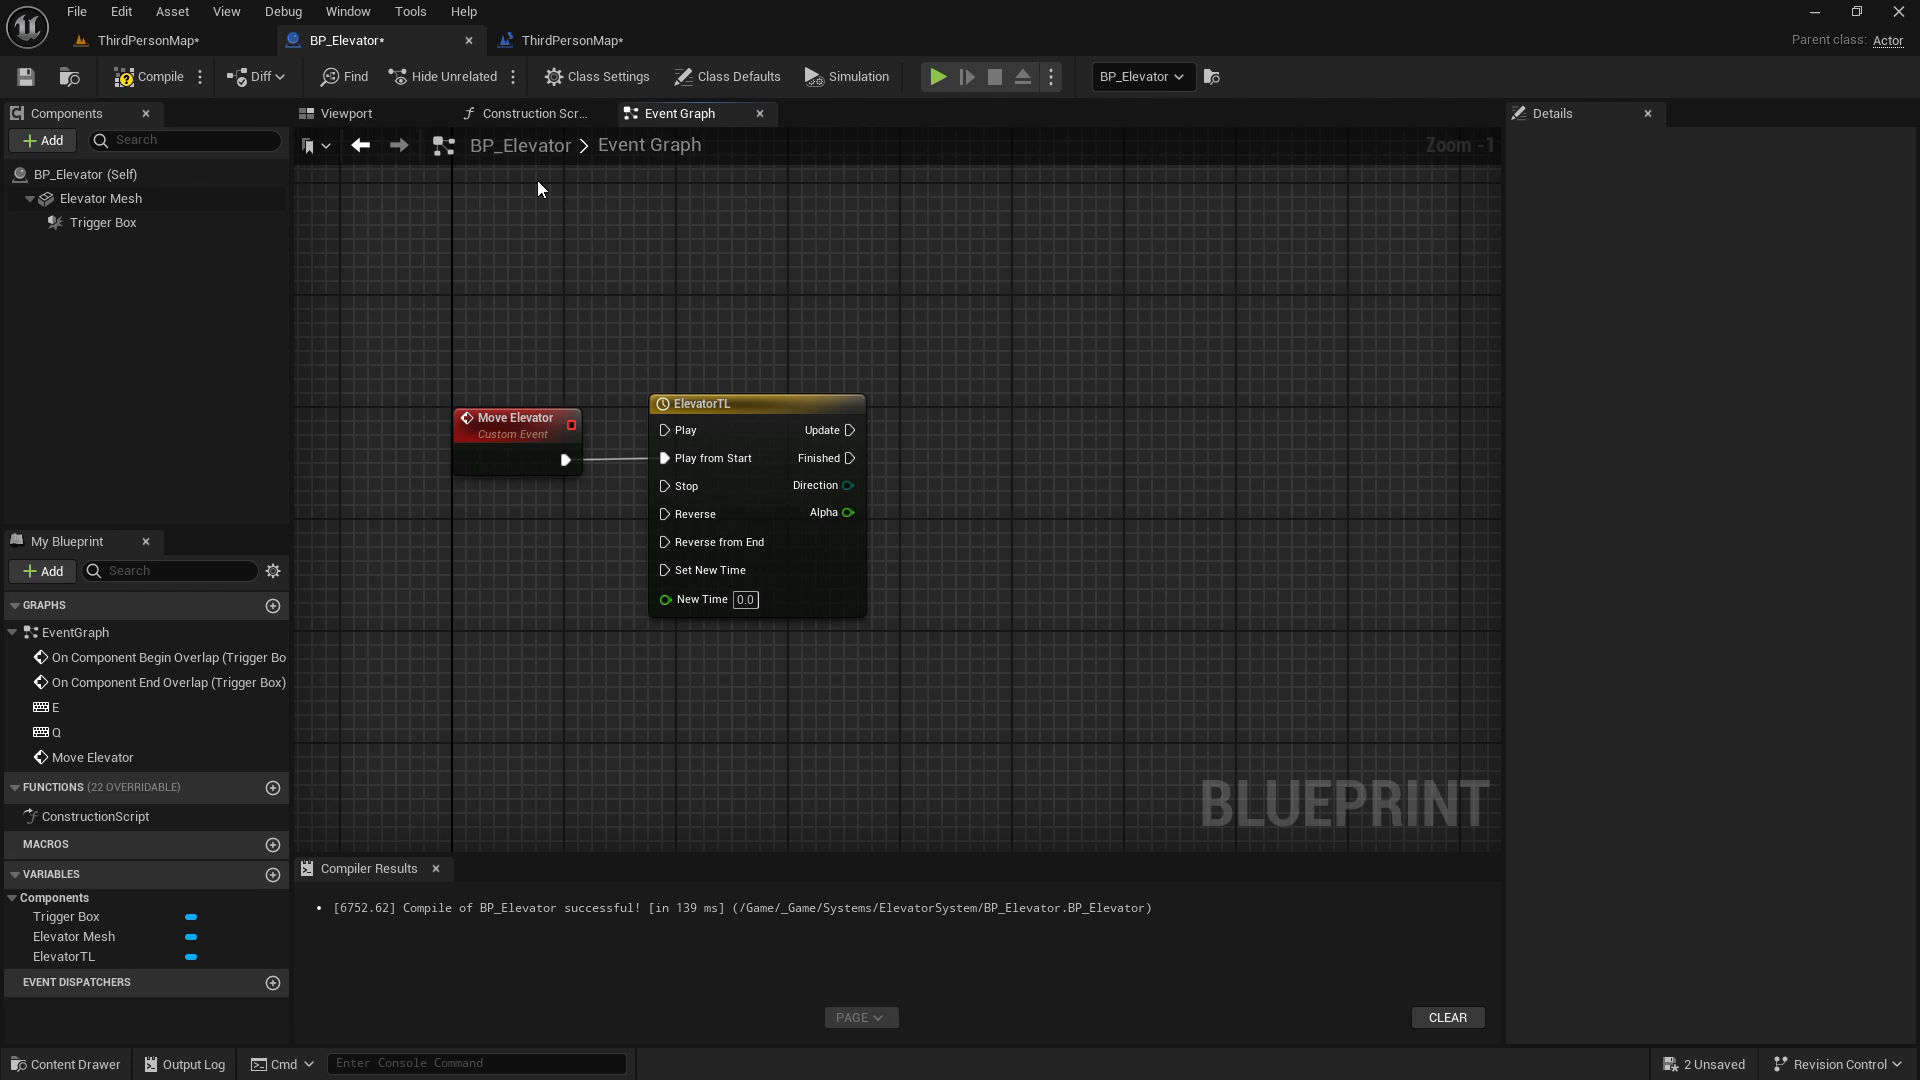 File Edit Asset View Debug Window Tools Help
ThirdPersonMap* BP_Elevator* ThirdPersonMap* Parent class: Actor
Compile Diff Find Hide Unrelated Class Settings Class Defaults Simulation BP_Elevator
Components Viewport Construction Scr... Event Graph Details
Add Search BP_Elevator > Event Graph Zoom -1
BP_Elevator (Self)
Elevator Mesh
Trigger Box
Move Elevator
Custom Event
ElevatorTL
Play Update
Play from Start Finished
Stop Direction
Reverse Alpha
Reverse from End
Set New Time
New Time 0.0
BLUEPRINT
My Blueprint
Add Search
GRAPHS
EventGraph
On Component Begin Overlap (Trigger Bo
On Component End Overlap (Trigger Box)
E
Q
Move Elevator
FUNCTIONS (22 OVERRIDABLE)
ConstructionScript
MACROS
VARIABLES
Components
Trigger Box
Elevator Mesh
ElevatorTL
EVENT DISPATCHERS
Compiler Results
• [6752.62] Compile of BP_Elevator successful! [in 139 ms] (/Game/_Game/Systems/ElevatorSystem/BP_Elevator.BP_Elevator)
PAGE CLEAR
Content Drawer Output Log Cmd Enter Console Command 2 Unsaved Revision Control